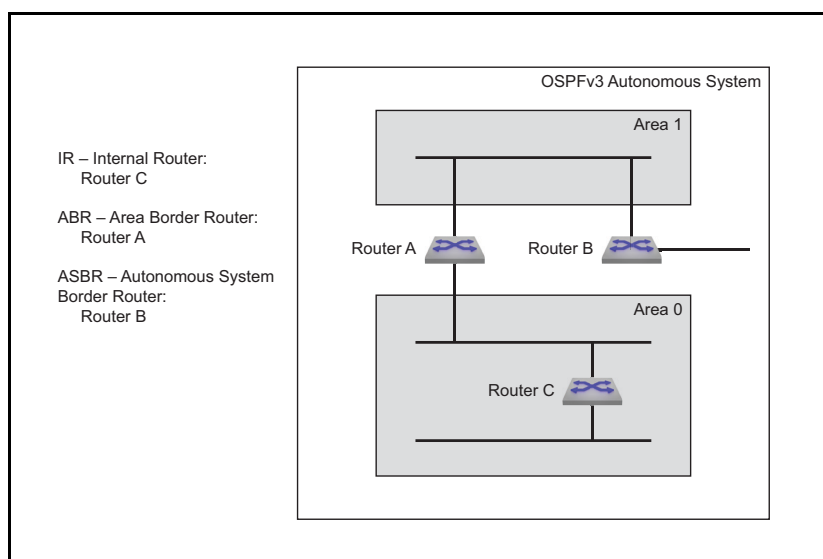 OSPFv3 Autonomous System
Area 1
IR – Internal Router:
Router C
ABR – Area Border Router:
Router A
ASBR – Autonomous System
Border Router:
Router B
Router A
Router B
Area 0
Router C